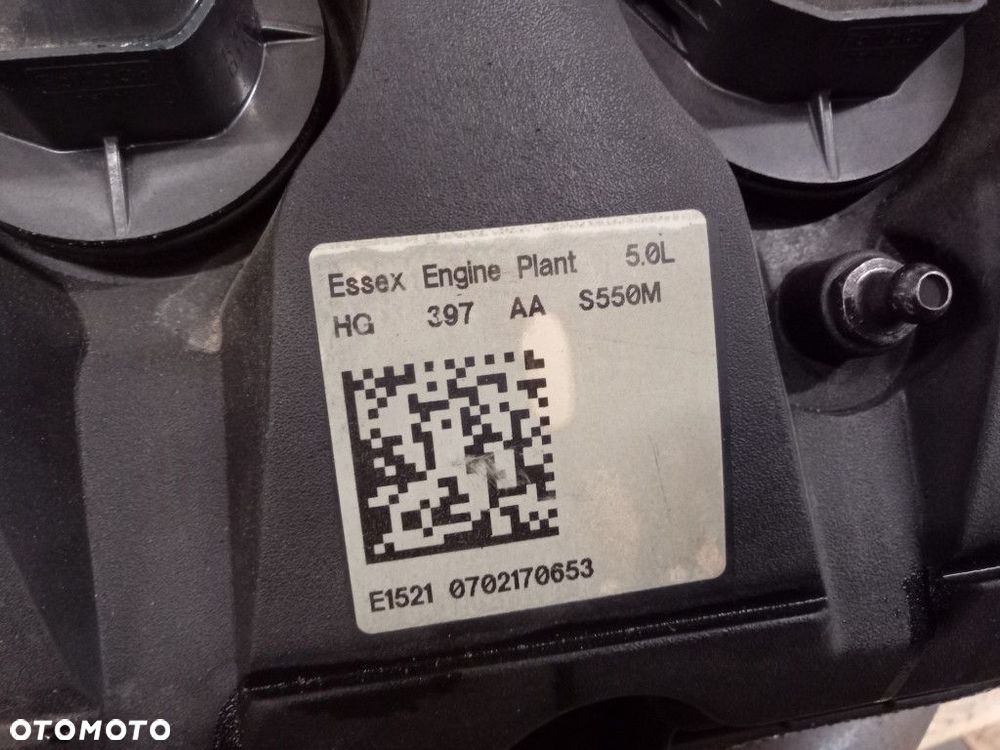 Essex Engine Plant 5.0L
HG 397 AA S550M
E1521 0702170653
OTOMOTO